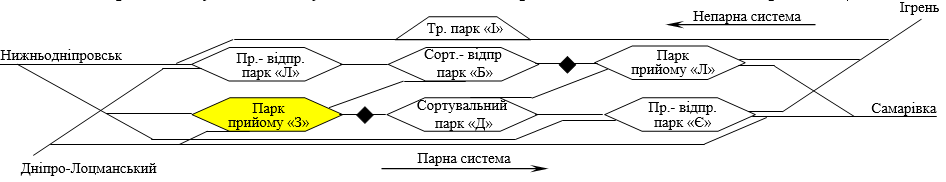 Ігрень
Непарна система
Тр. парк «І»
Нижньодніпровськ
Пр.- відпр.
парк «Л»
Сорт.- відпр
парк «Б»
Парк
прийому «Л»
Парк
прийому «З»
Сортувальний
парк «Д»
Пр.- відпр.
парк «Є»
Самарівка
Парна система
Дніпро-Лоцманський